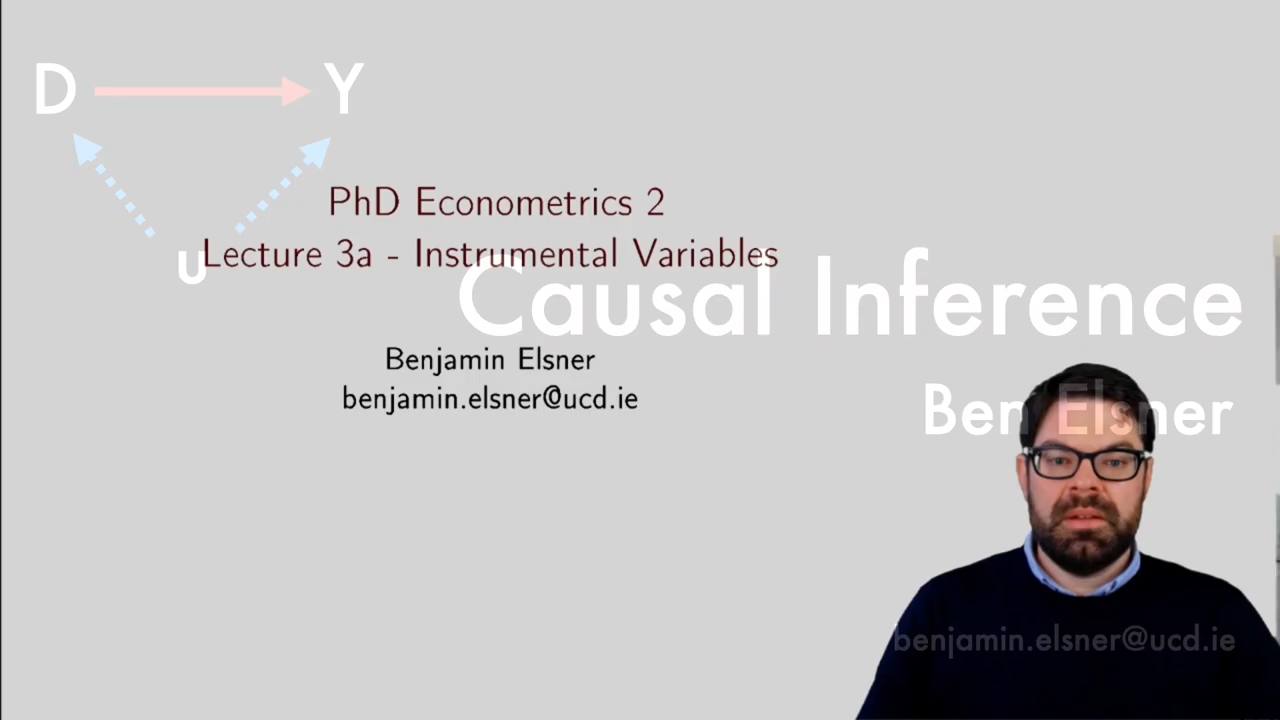 D
Y
U
PhD Econometrics 2
Lecture 3a - Instrumental Variables
Causal Inference
Benjamin Elsner
benjamin.elsner@ucd.ie
Ben Elsner
benjamin.elsner@ucd.ie